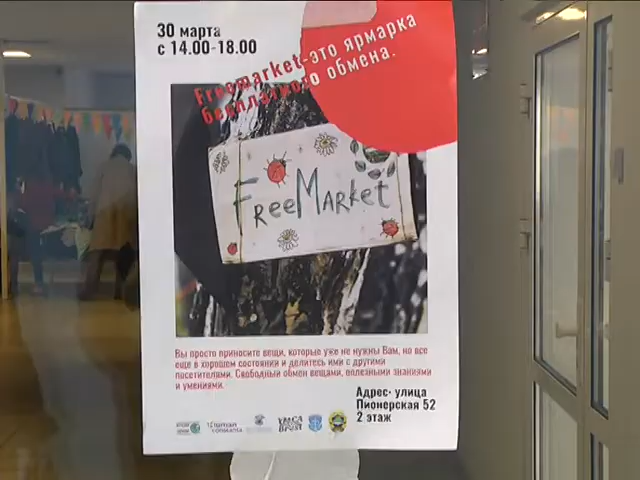 30 марта
с 14.00-18.00
Freemarket-это ярмарка
бесплатного обмена.
FreeMarket
Вы просто приносите вещи, которые уже не нужны Вам, но все
еще в хорошем состоянии и делитесь ими с другими
посетителями. Свободный обмен вещами, полезными знаниями
и умениями.
Адрес: улица
Пионерская 52
2 этаж
YMCA